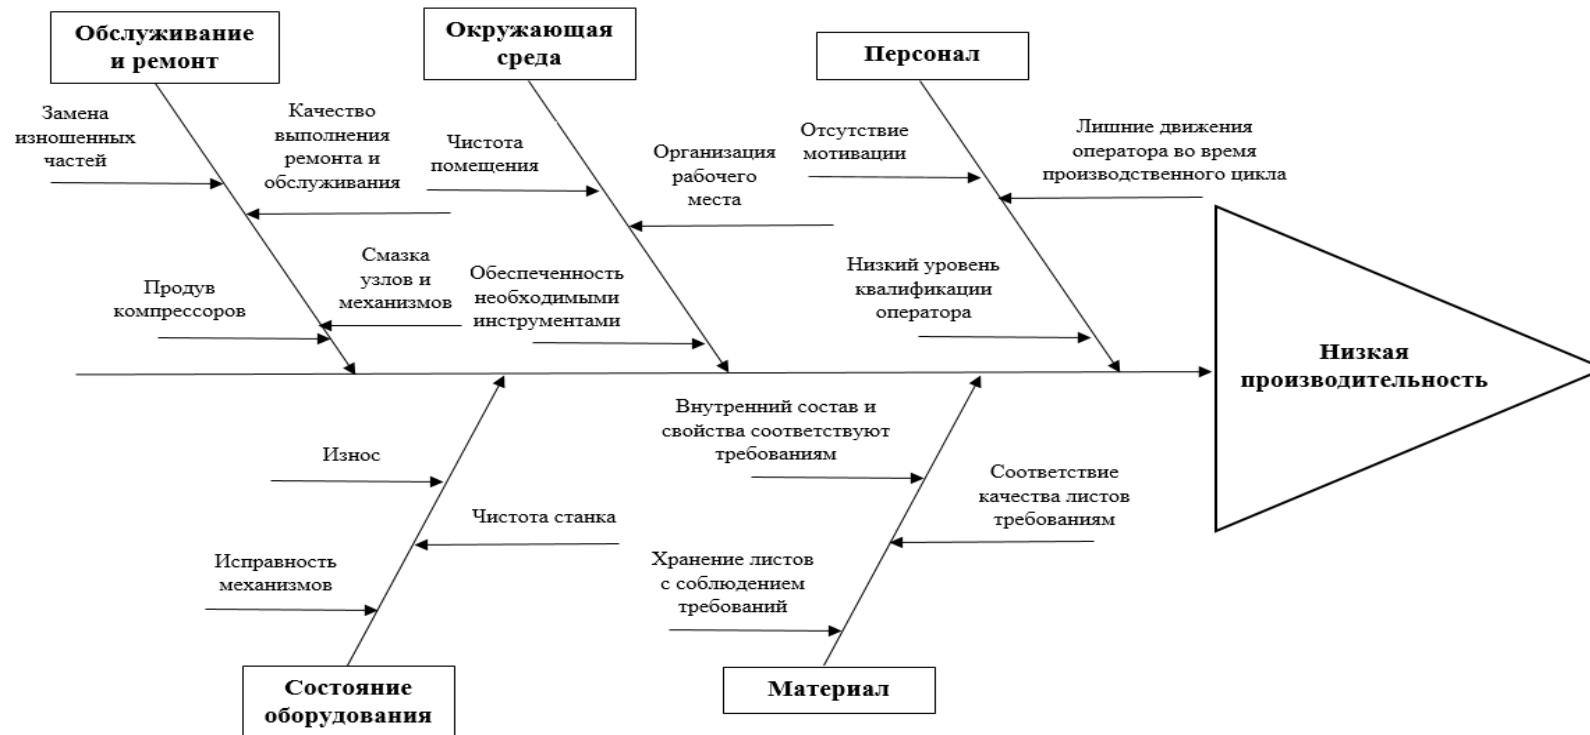 Обслуживание
и ремонт
Окружающая
среда
Персонал
Замена
изношенных
частей
Качество
выполнения
ремонта и
обслуживания
Чистота
помещения
Организация
рабочего
места
Отсутствие
мотивации
Лишние движения
оператора во время
производственного цикла
Продув
компрессоров
Смазка
узлов и
механизмов
Обеспеченность
необходимыми
инструментами
Низкий уровень
квалификации
оператора
Низкая
производительность
Износ
Чистота станка
Исправность
механизмов
Внутренний состав и
свойства соответствуют
требованиям
Соответствие
качества листов
требованиям
Хранение листов
с соблюдением
требований
Состояние
оборудования
Материал